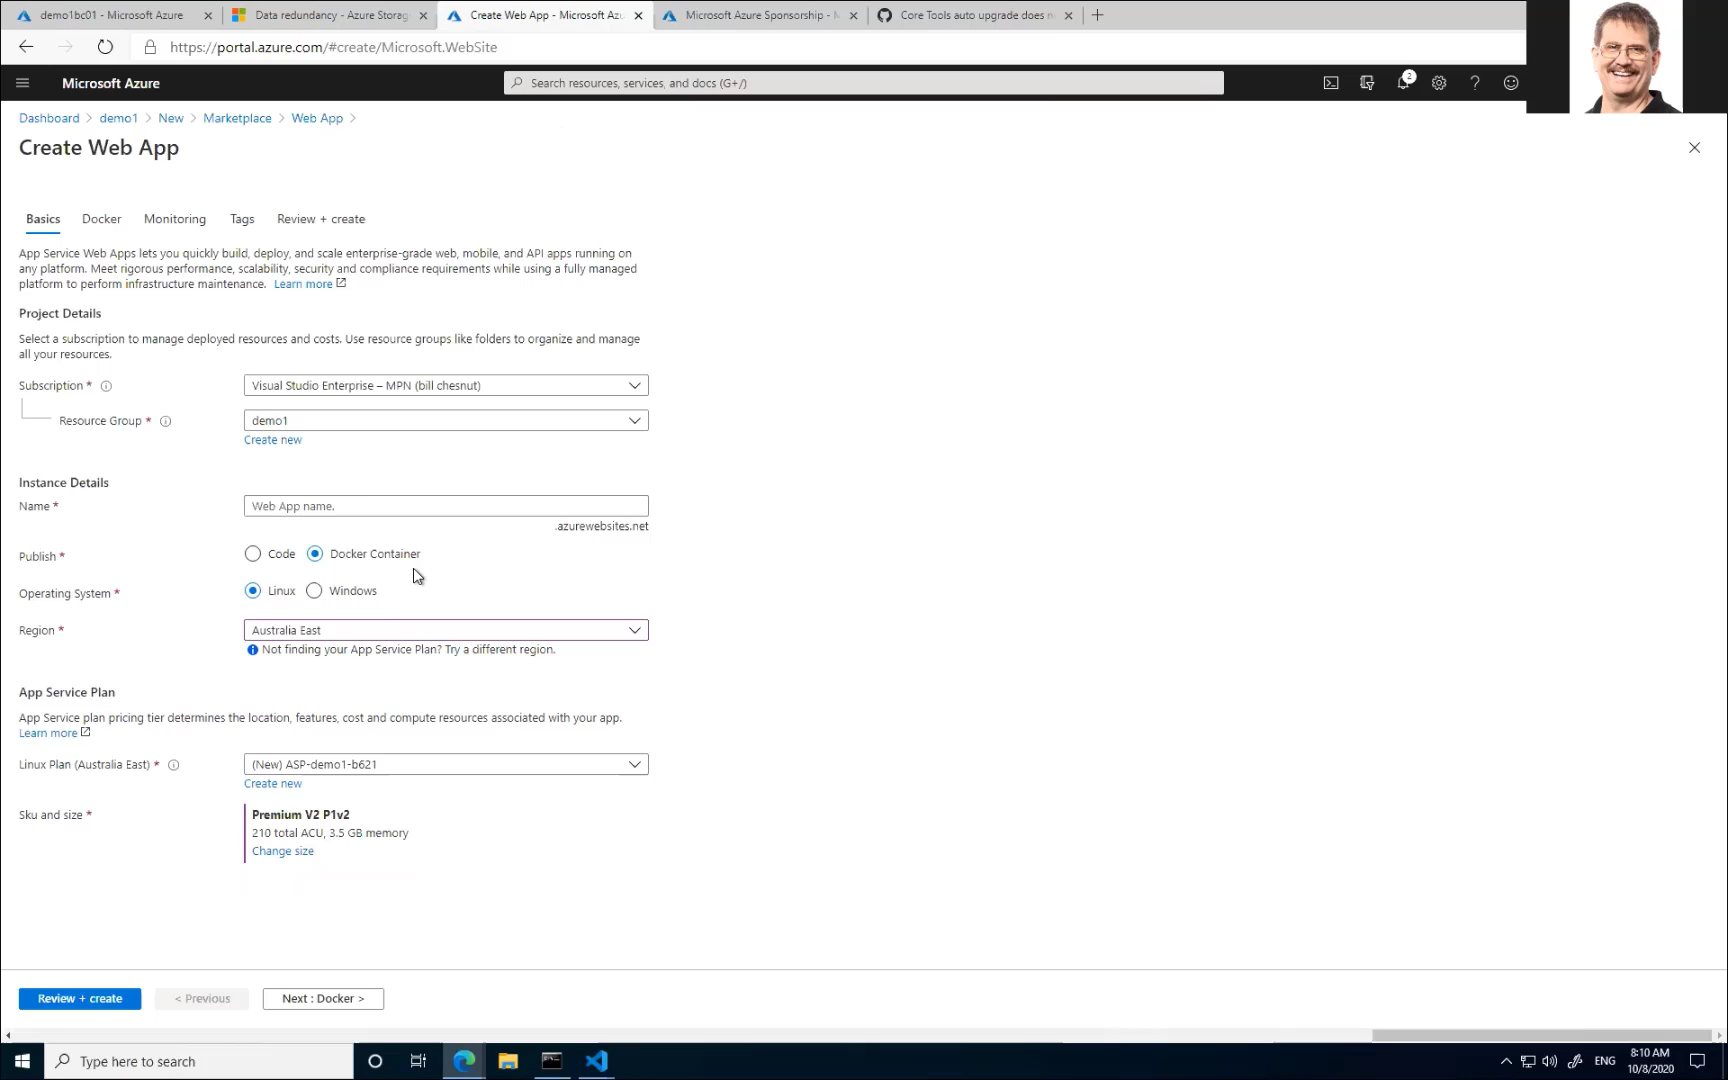 demo1bc01 - Microsoft Azure
Data redundancy - Azure Storag
Create Web App - Microsoft Azu
Microsoft Azure Sponsorship - M
Core Tools auto upgrade does n
https://portal.azure.com/#create/Microsoft.WebSite
Microsoft Azure
Search resources, services, and docs (G+/)
2
Dashboard > demo1 > New > Marketplace > Web App >
Create Web App
Basics Docker Monitoring Tags Review + create
App Service Web Apps lets you quickly build, deploy, and scale enterprise-grade web, mobile, and API apps running on
any platform. Meet rigorous performance, scalability, security and compliance requirements while using a fully managed
platform to perform infrastructure maintenance. Learn more
Project Details
Select a subscription to manage deployed resources and costs. Use resource groups like folders to organize and manage
all your resources.
Subscription *
Visual Studio Enterprise – MPN (bill chesnut)
Resource Group *
demo1
Create new
Instance Details
Name *
Web App name.
.azurewebsites.net
Publish *
Code Docker Container
Operating System *
Linux Windows
Region *
Australia East
Not finding your App Service Plan? Try a different region.
App Service Plan
App Service plan pricing tier determines the location, features, cost and compute resources associated with your app.
Learn more
Linux Plan (Australia East) *
(New) ASP-demo1-b621
Create new
Sku and size *
Premium V2 P1v2
210 total ACU, 3.5 GB memory
Change size
Review + create
< Previous
Next : Docker >
Type here to search
ENG
8:10 AM
10/8/2020